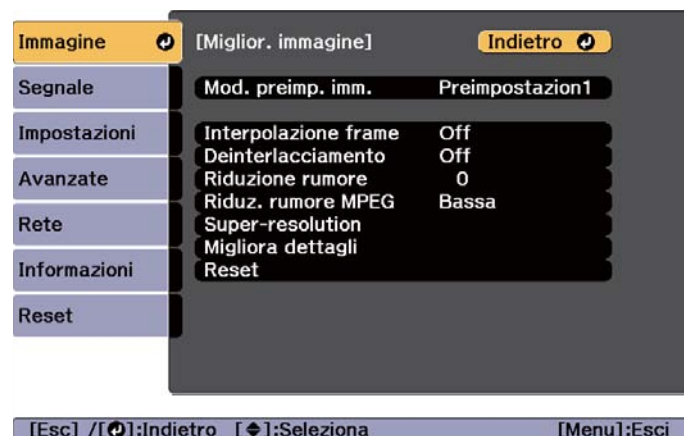 Immagine
[Miglior. immagine] Indietro
Segnale
Mod. preimp. imm. Preimpostazion1
Impostazioni
Interpolazione frame Off
Deinterlacciamento Off
Avanzate
Riduzione rumore 0
Riduz. rumore MPEG Bassa
Rete
Super-resolution
Migliora dettagli
Informazioni
Reset
Reset
[Esc] /[ ]:Indietro [ ]:Seleziona [Menu]:Esci